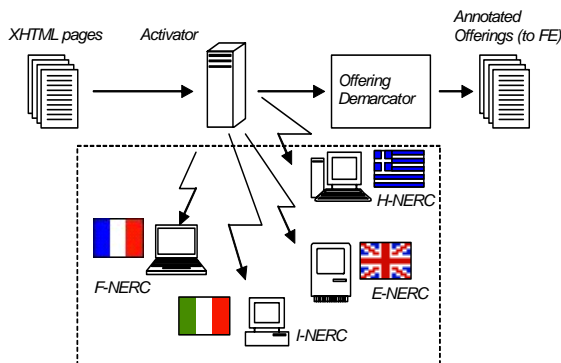 XHTML pages
Activator
Annotated
Offerings (to FE)
Offering
Demarcator
H-NERC
F-NERC
E-NERC
I-NERC